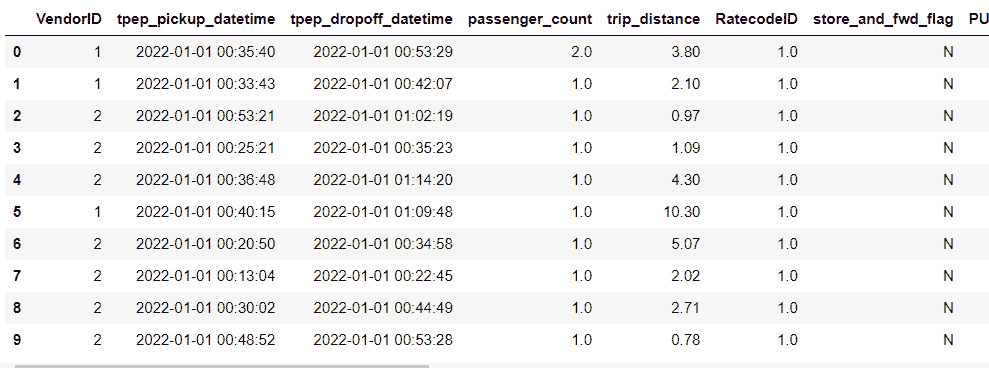 VendorID tpep_pickup_datetime tpep_dropoff_datetime passenger_count trip_distance RatecodeID store_and_fwd_flag PU
0 1 2022-01-01 00:35:40 2022-01-01 00:53:29 2.0 3.80 1.0 N
1 1 2022-01-01 00:33:43 2022-01-01 00:42:07 1.0 2.10 1.0 N
2 2 2022-01-01 00:53:21 2022-01-01 01:02:19 1.0 0.97 1.0 N
3 2 2022-01-01 00:25:21 2022-01-01 00:35:23 1.0 1.09 1.0 N
4 2 2022-01-01 00:36:48 2022-01-01 01:14:20 1.0 4.30 1.0 N
5 1 2022-01-01 00:40:15 2022-01-01 01:09:48 1.0 10.30 1.0 N
6 2 2022-01-01 00:20:50 2022-01-01 00:34:58 1.0 5.07 1.0 N
7 2 2022-01-01 00:13:04 2022-01-01 00:22:45 1.0 2.02 1.0 N
8 2 2022-01-01 00:30:02 2022-01-01 00:44:49 1.0 2.71 1.0 N
9 2 2022-01-01 00:48:52 2022-01-01 00:53:28 1.0 0.78 1.0 N